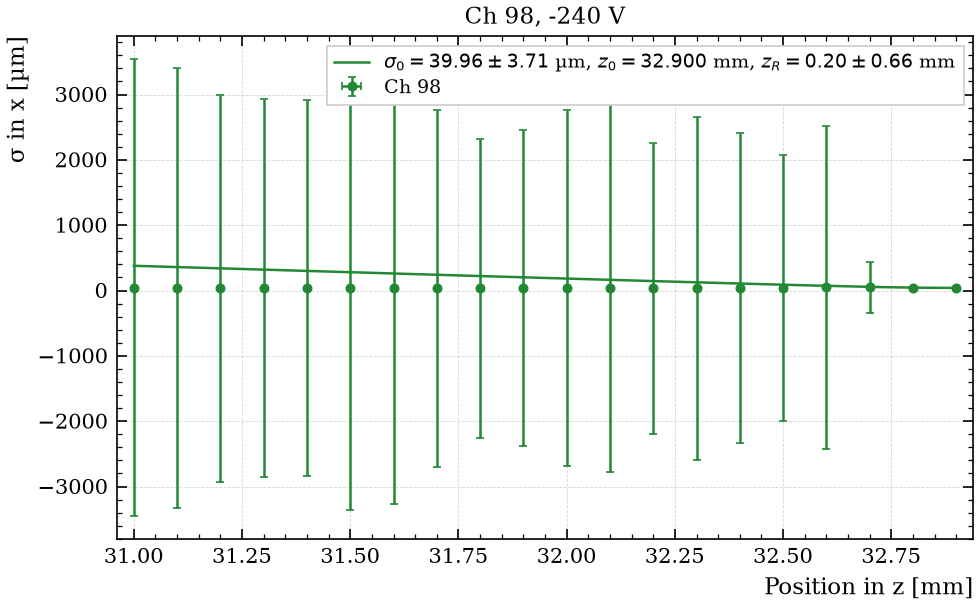 Ch 98, -240 V
σ in x [µm]
σ₀ = 39.96 ± 3.71 µm, z₀ = 32.900 mm, z_R = 0.20 ± 0.66 mm
Ch 98
3000
2000
1000
0
−1000
−2000
−3000
31.00 31.25 31.50 31.75 32.00 32.25 32.50 32.75
Position in z [mm]